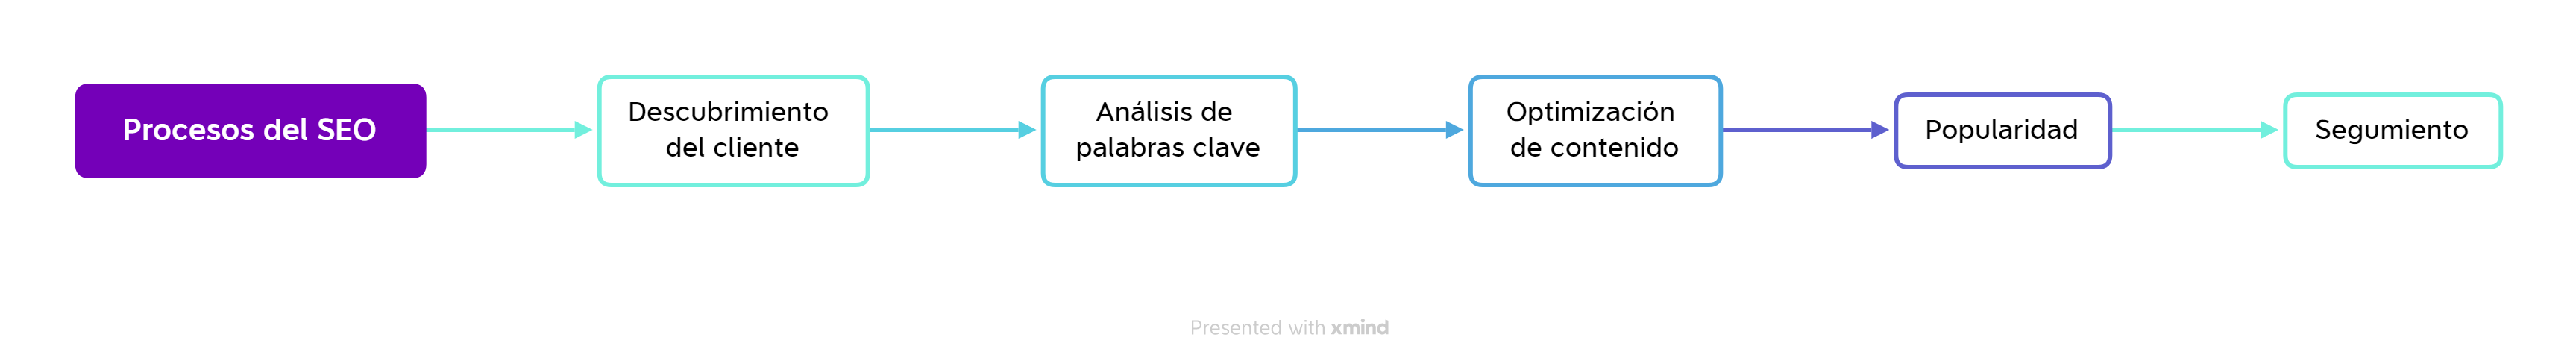 Procesos del SEO
Descubrimiento
del cliente
Análisis de
palabras clave
Optimización
de contenido
Popularidad
Segumiento
Presented with xmind